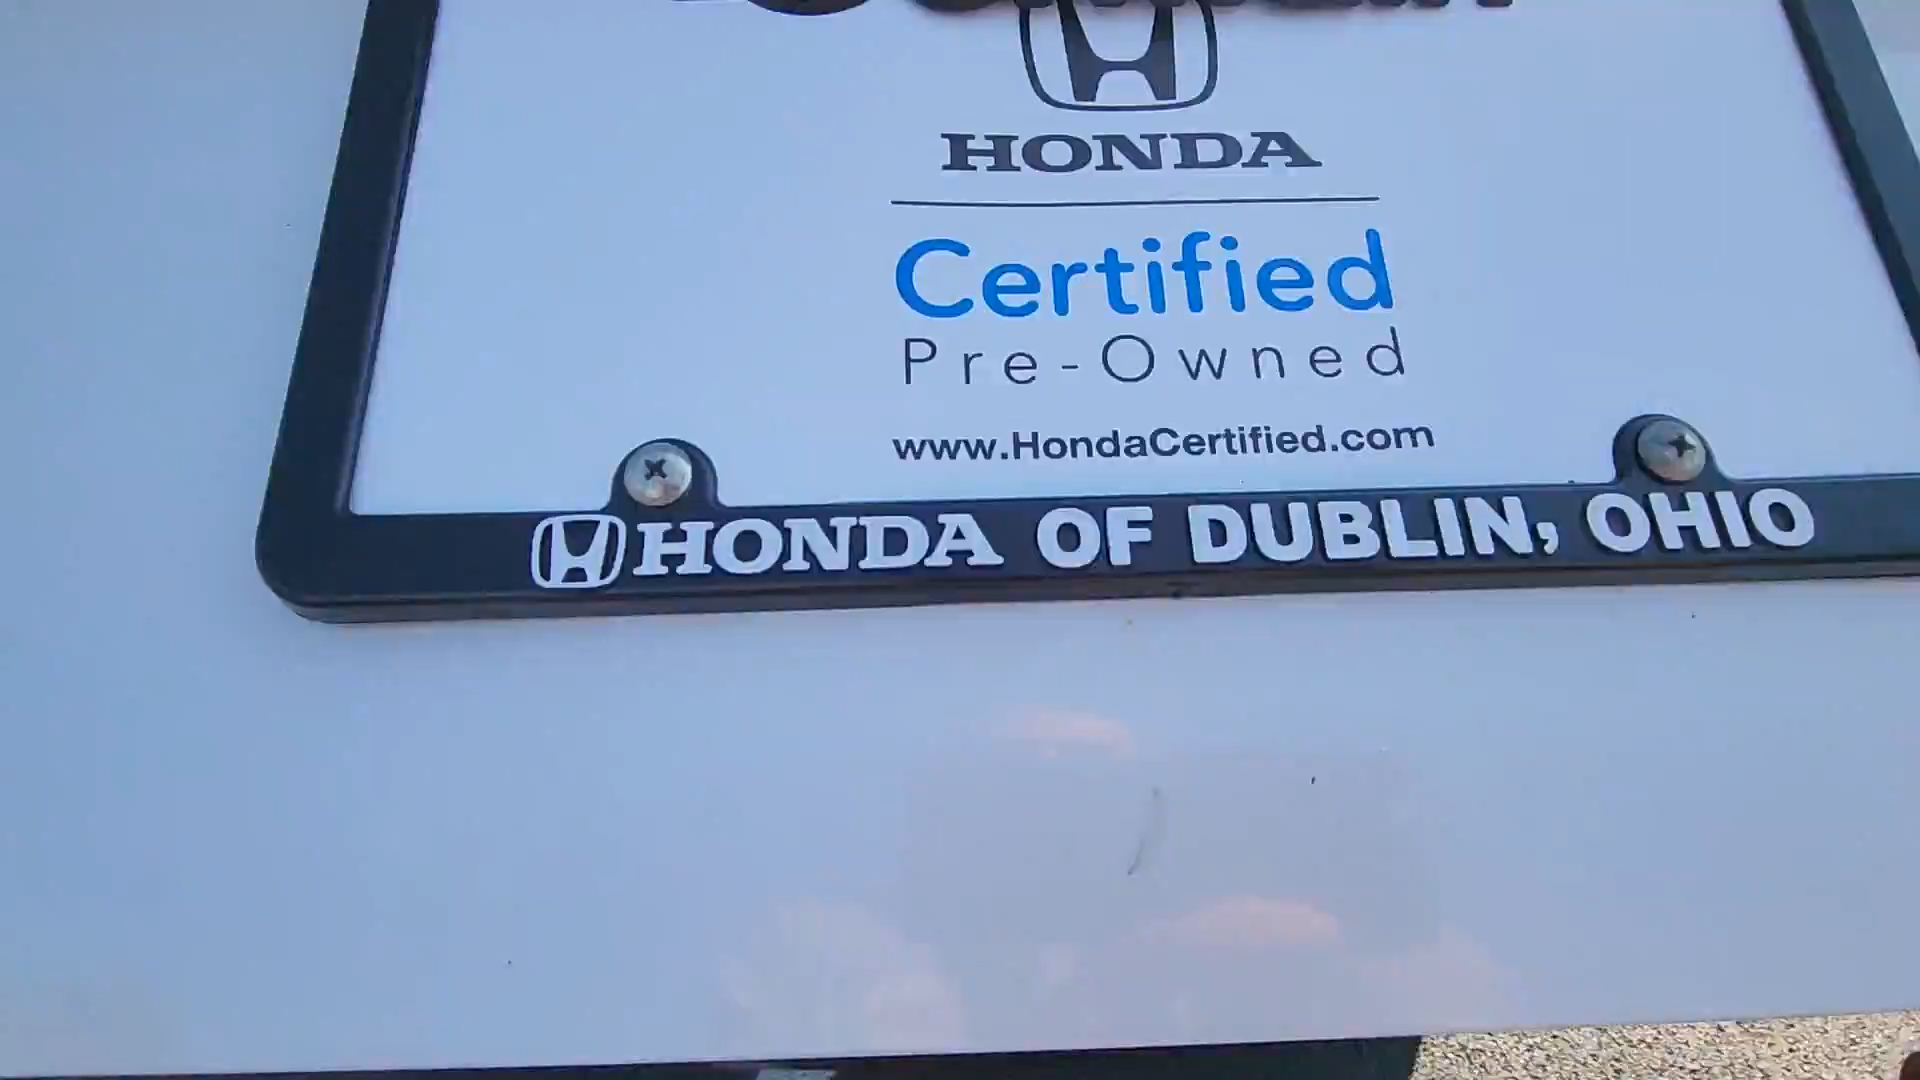 HONDA
Certified
Pre-Owned
www.HondaCertified.com
HONDA OF DUBLIN, OHIO